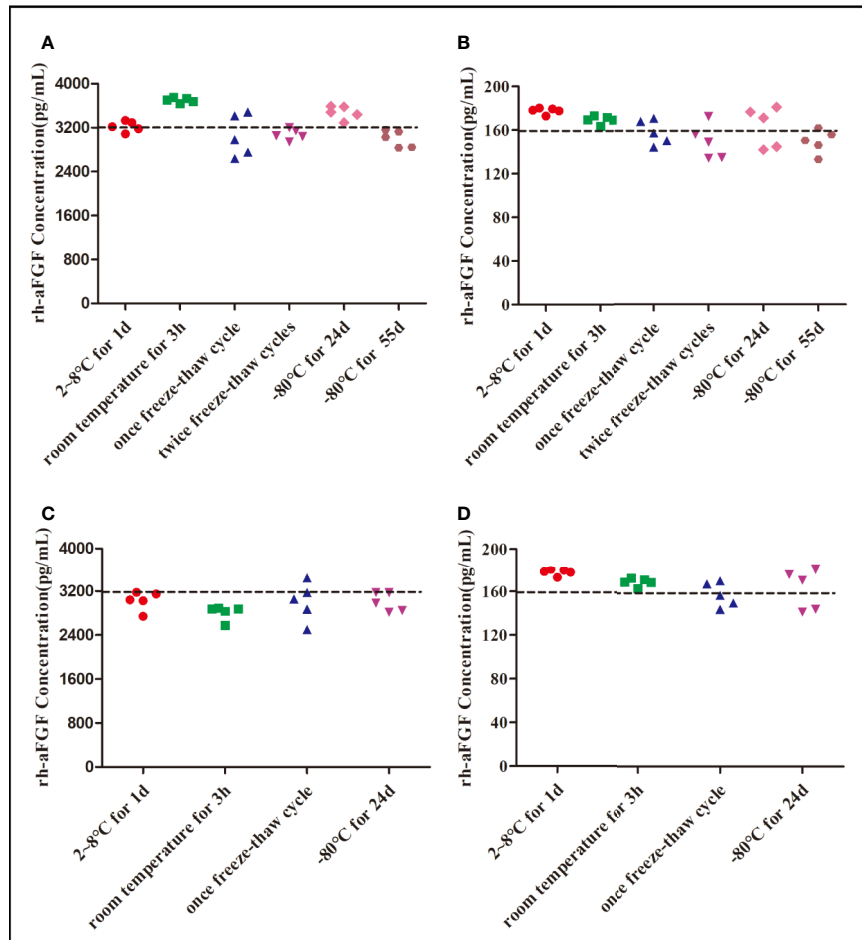 A
rh-aFGF Concentration(pg/mL)
4000
3200
2400
1600
800
0
2~8°C for 1d
room temperature for 3h
once freeze-thaw cycle
twice freeze-thaw cycles
-80°C for 24d
-80°C for 55d
B
rh-aFGF Concentration(pg/mL)
200
160
120
80
40
0
2~8°C for 1d
room temperature for 3h
once freeze-thaw cycle
twice freeze-thaw cycles
-80°C for 24d
-80°C for 55d
C
rh-aFGF Concentration(pg/mL)
4000
3200
2400
1600
800
0
2~8°C for 1d
room temperature for 3h
once freeze-thaw cycle
-80°C for 24d
D
rh-aFGF Concentration(pg/mL)
200
160
120
80
40
0
2~8°C for 1d
room temperature for 3h
once freeze-thaw cycle
-80°C for 24d